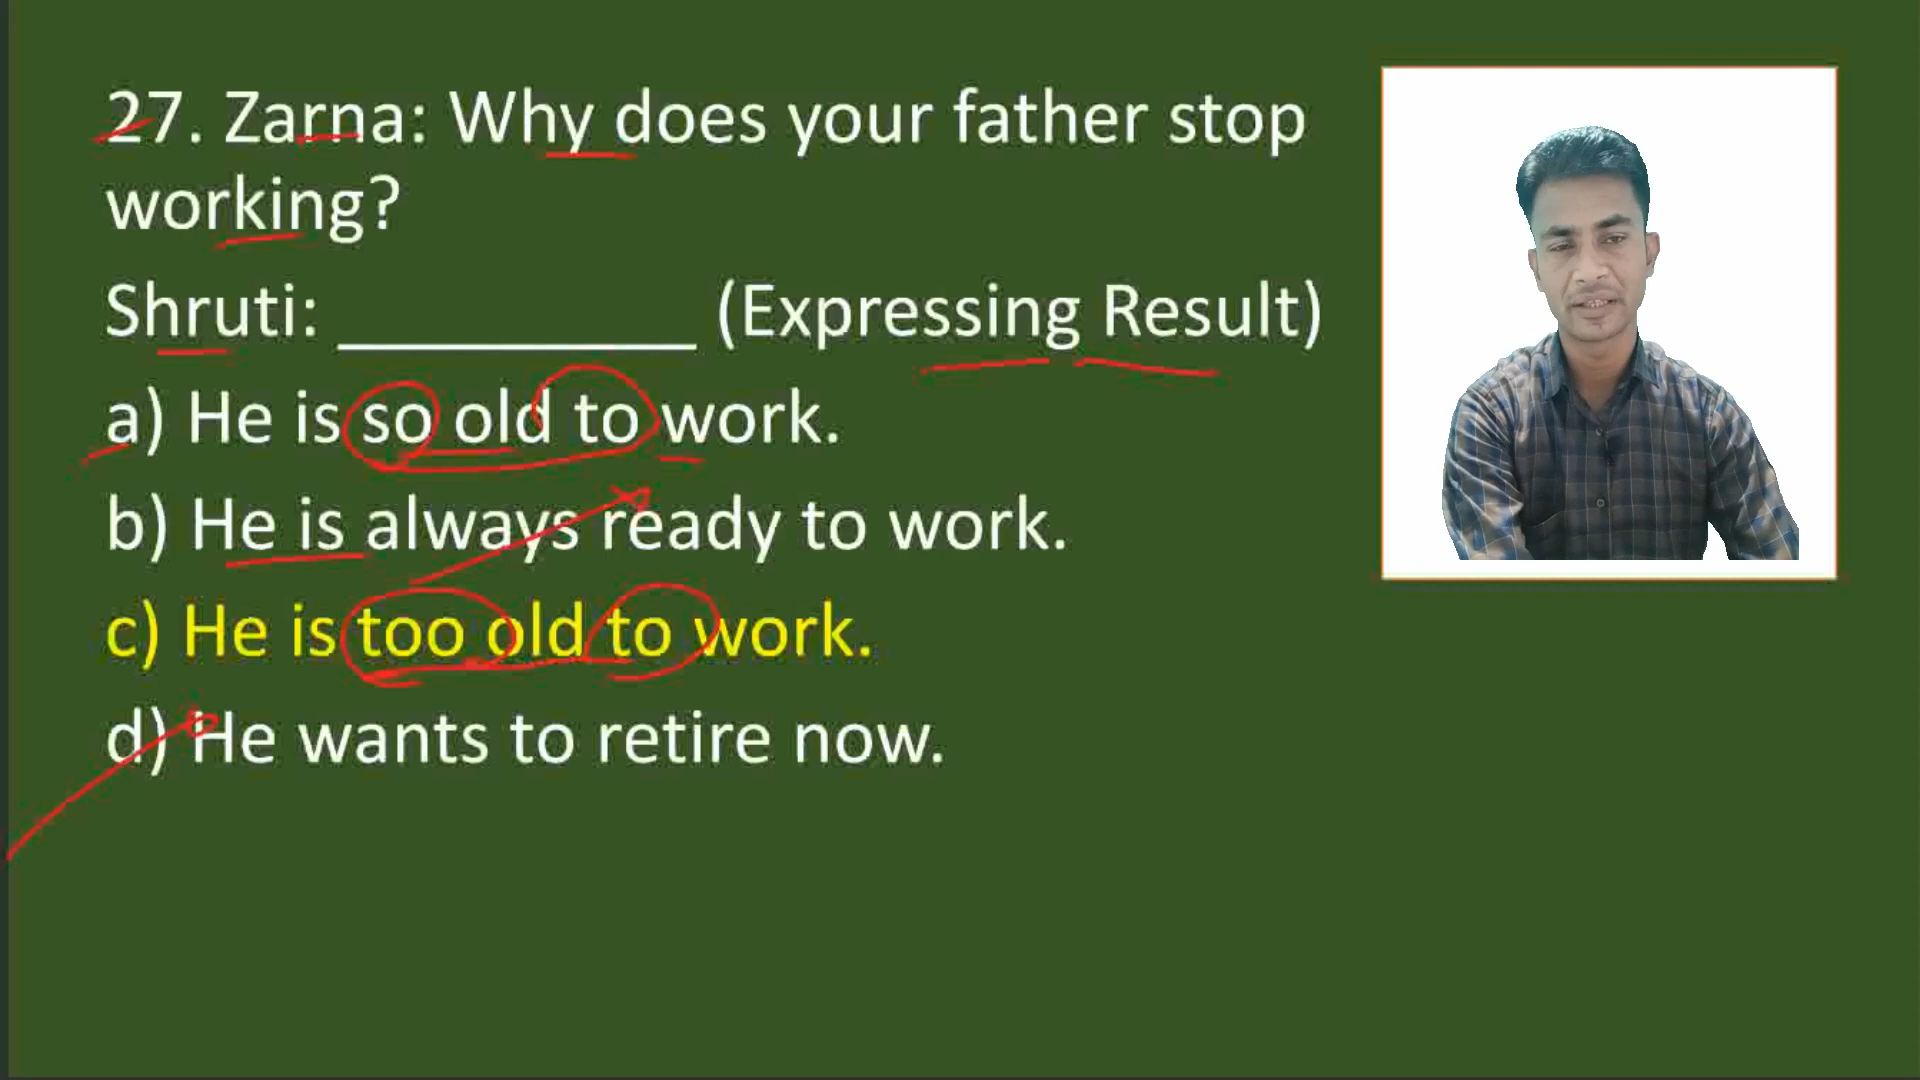 27. Zarna: Why does your father stop
working?
Shruti: __________ (Expressing Result)
a) He is so old to work.
b) He is always ready to work.
c) He is too old to work.
d) He wants to retire now.